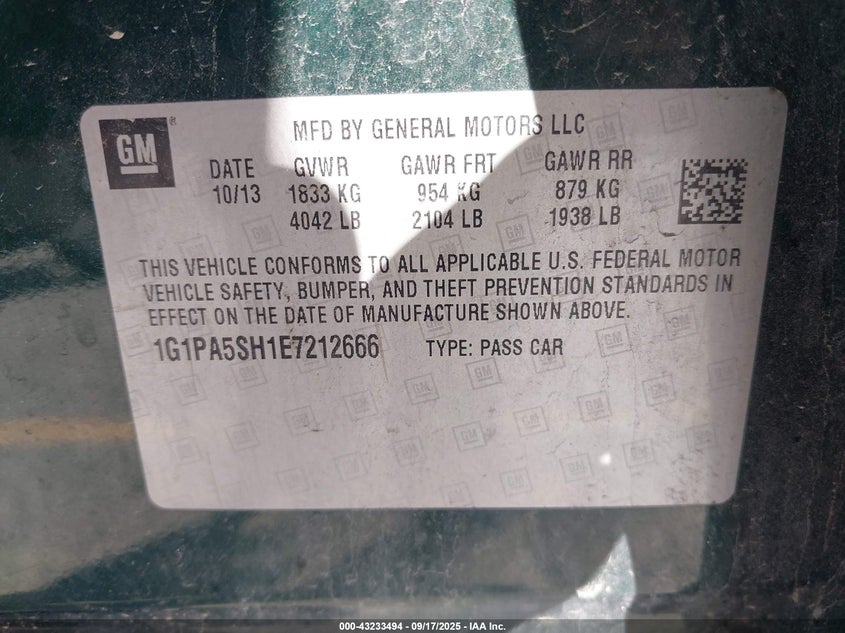 GM®
MFD BY GENERAL MOTORS LLC
DATE GVWR GAWR FRT GAWR RR
10/13 1833 KG 954 KG 879 KG
4042 LB 2104 LB 1938 LB
THIS VEHICLE CONFORMS TO ALL APPLICABLE U.S. FEDERAL MOTOR
VEHICLE SAFETY, BUMPER, AND THEFT PREVENTION STANDARDS IN
EFFECT ON THE DATE OF MANUFACTURE SHOWN ABOVE.
1G1PA5SH1E7212666 TYPE: PASS CAR
000-43233494 - 09/17/2025 - IAA Inc.